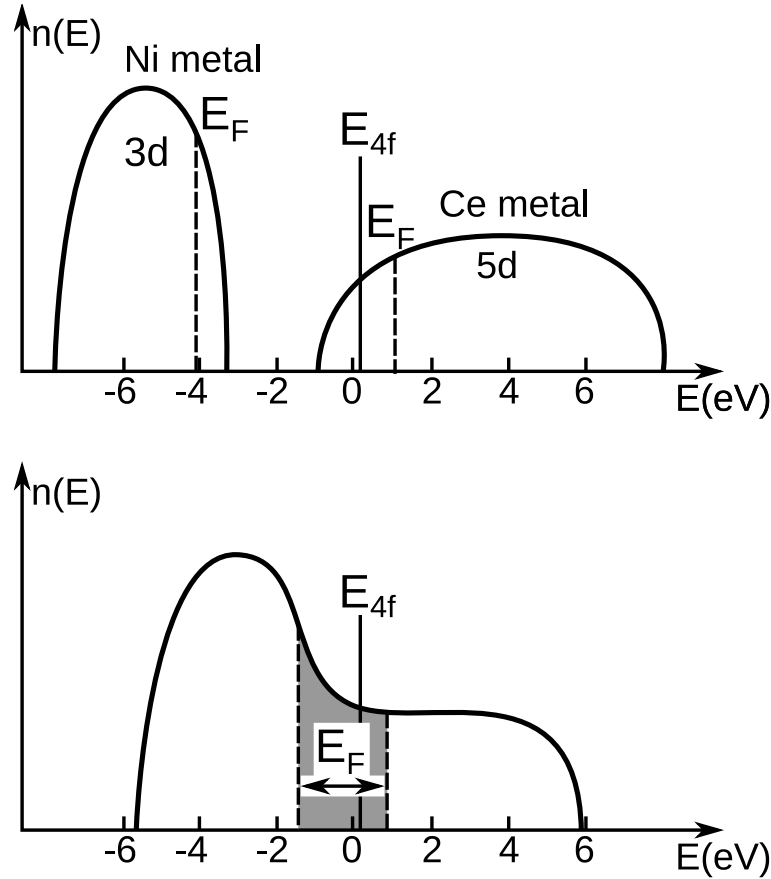 n(E)
Ni metal
E_F
3d
E_4f
Ce metal
E_F
5d
-6 -4 -2 0 2 4 6 E(eV)
n(E)
E_4f
E_F
-6 -4 -2 0 2 4 6 E(eV)